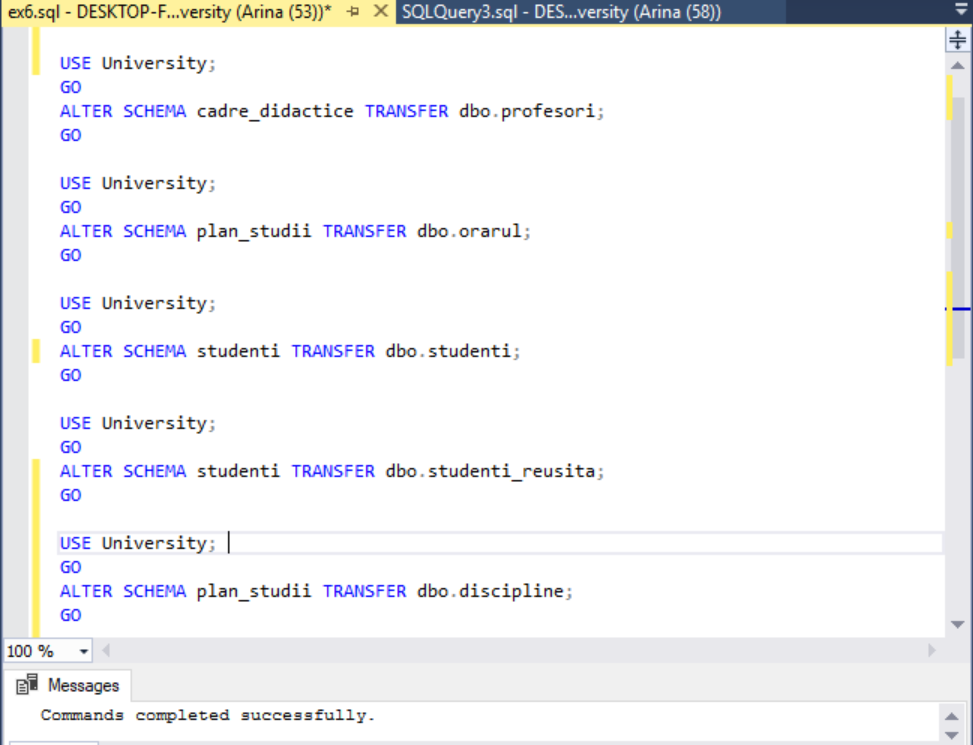 ex6.sql - DESKTOP-F...versity (Arina (53))*
SQLQuery3.sql - DES...versity (Arina (58))
USE University;
GO
ALTER SCHEMA cadre_didactice TRANSFER dbo.profesori;
GO
USE University;
GO
ALTER SCHEMA plan_studii TRANSFER dbo.orarul;
GO
USE University;
GO
ALTER SCHEMA studenti TRANSFER dbo.studenti;
GO
USE University;
GO
ALTER SCHEMA studenti TRANSFER dbo.studenti_reusita;
GO
USE University;
GO
ALTER SCHEMA plan_studii TRANSFER dbo.discipline;
GO
100 %
Messages
Commands completed successfully.